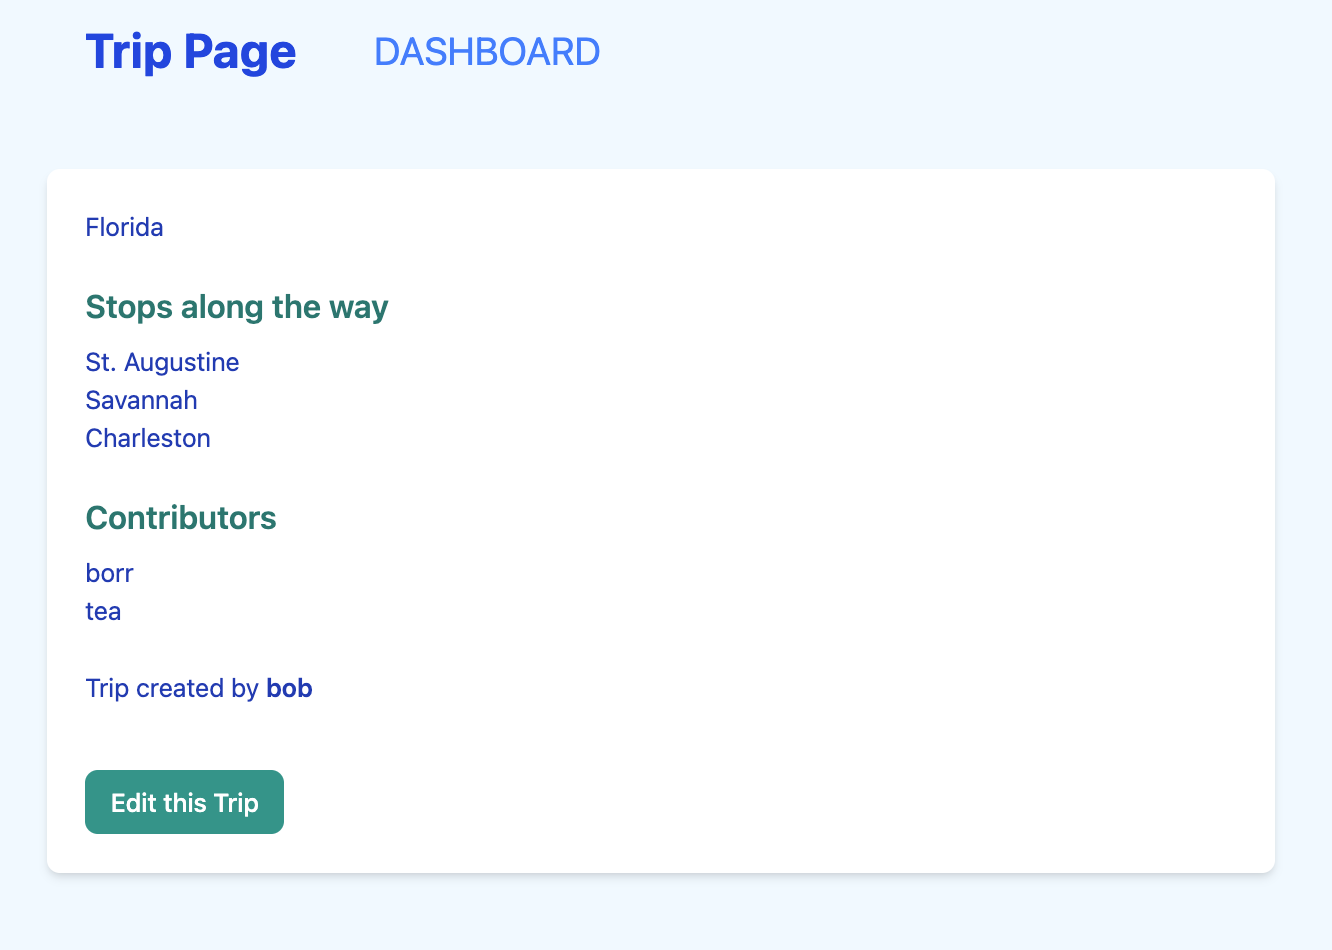 Trip Page DASHBOARD
Florida
Stops along the way
St. Augustine
Savannah
Charleston
Contributors
borr
tea
Trip created by bob
Edit this Trip